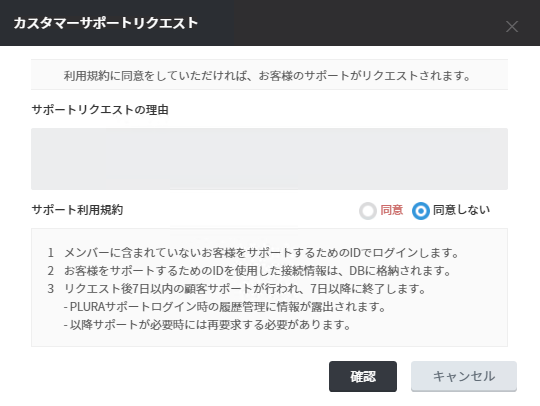 カスタマーサポートリクエスト
利用規約に同意をしていただければ、お客様のサポートがリクエストされます。
サポートリクエストの理由
サポート利用規約 同意 同意しない
1 メンバーに含まれていないお客様をサポートするためのIDでログインします。
2 お客様をサポートするためのIDを使用した接続情報は、DBに格納されます。
3 リクエスト後7日以内の顧客サポートが行われ、7日以降に終了します。
- PLURAサポートログイン時の履歴管理に情報が露出されます。
- 以降サポートが必要時には再要求する必要があります。
確認 キャンセル